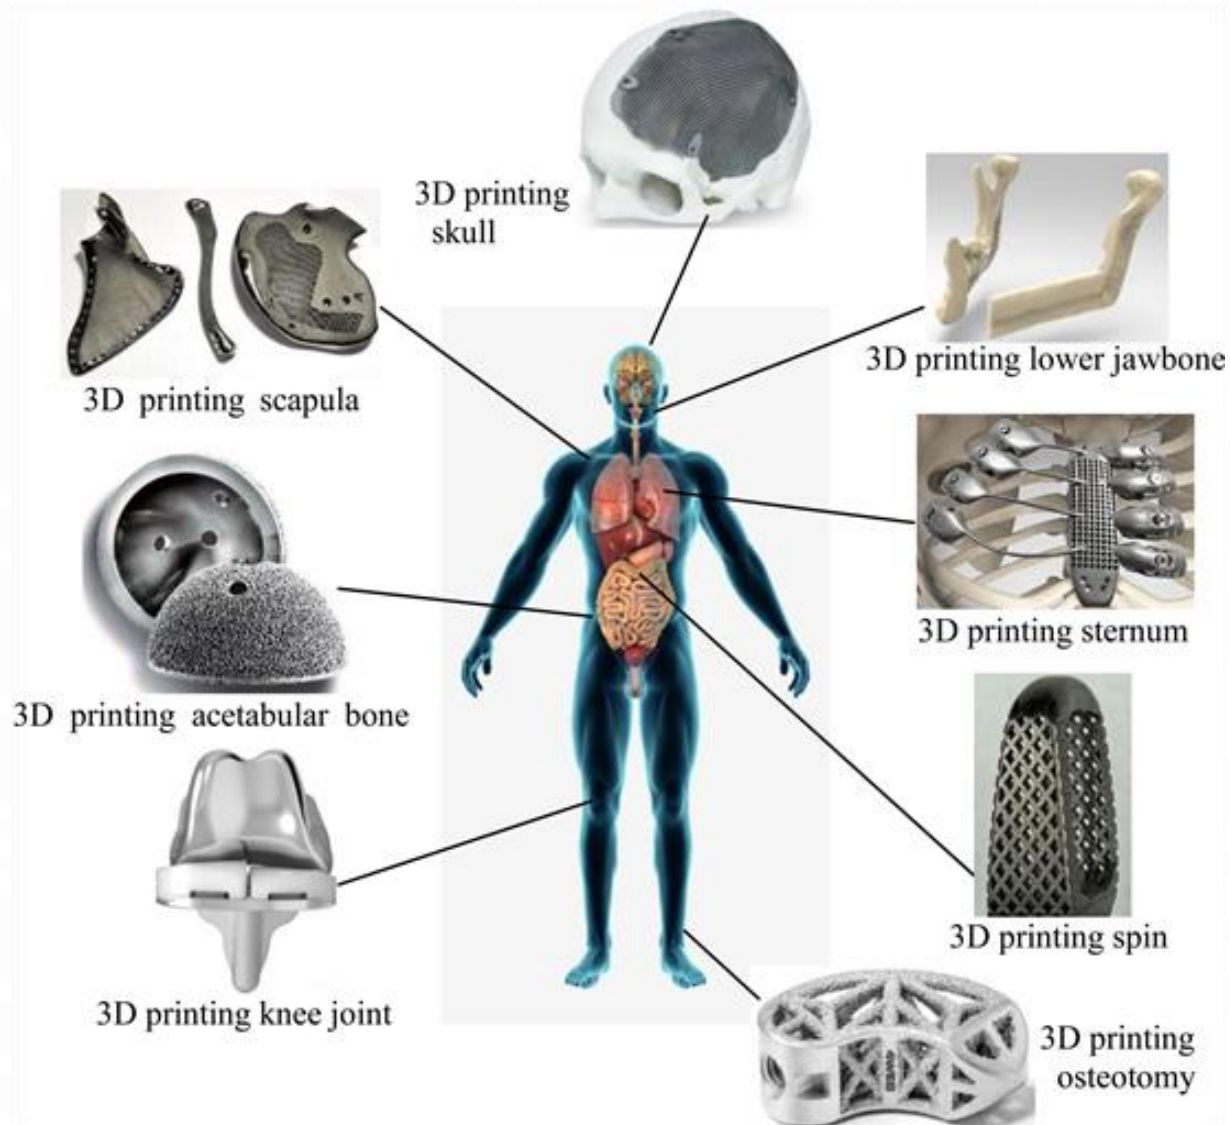 3D printing
skull
3D printing scapula
3D printing lower jawbone
3D printing acetabular bone
3D printing sternum
3D printing knee joint
3D printing spin
3D printing
osteotomy